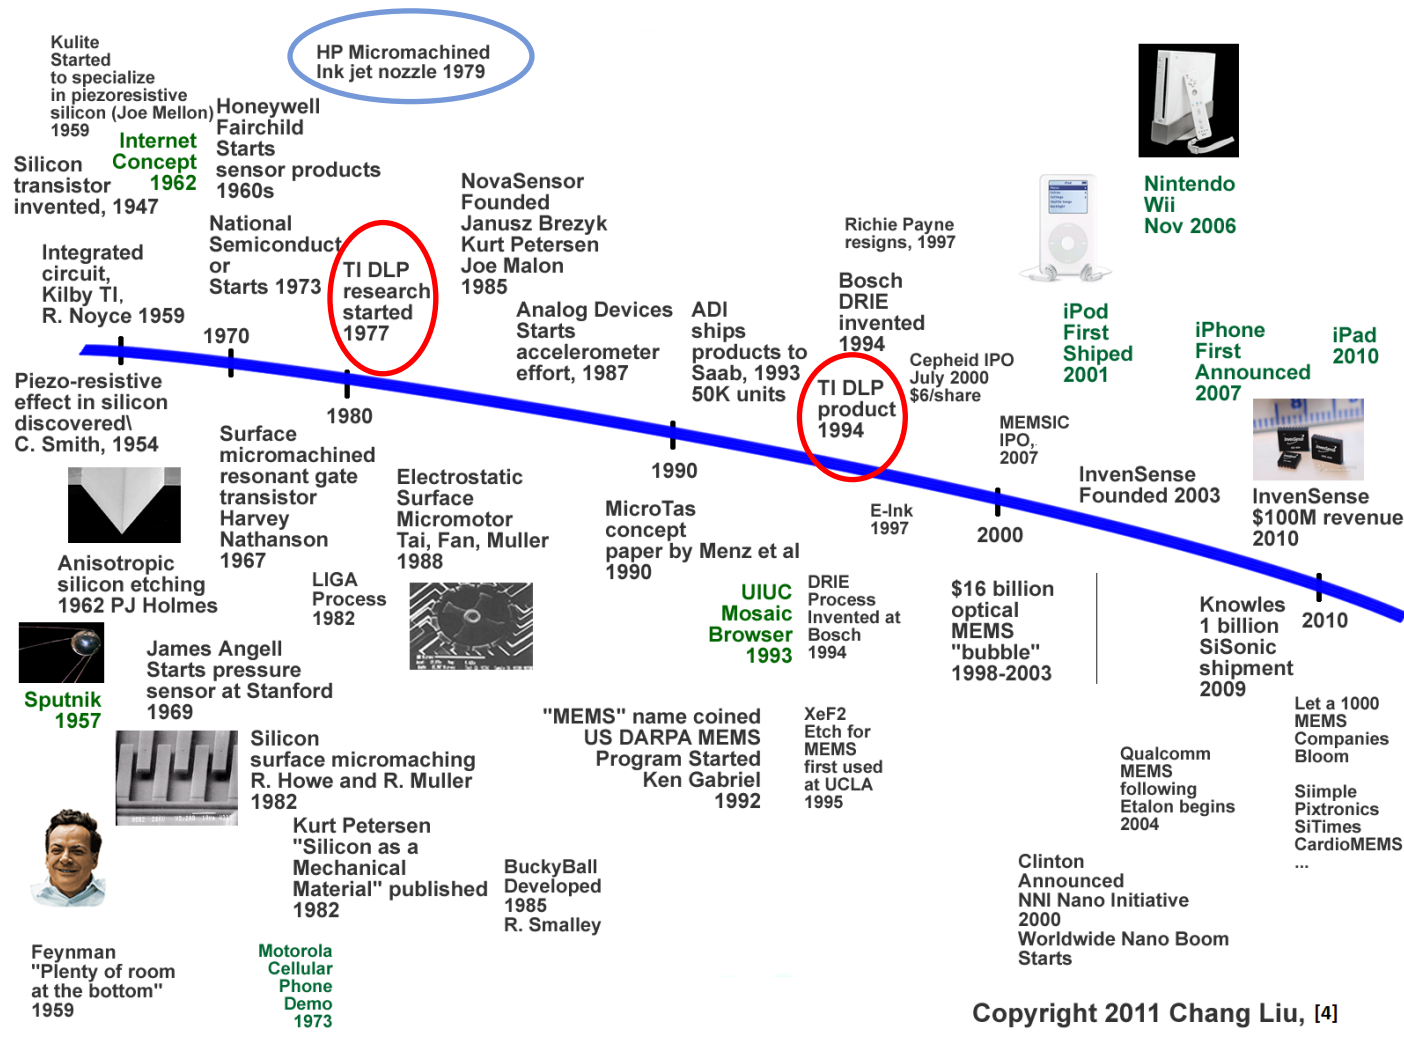 Kulite
Started
to specialize
in piezoresistive
silicon (Joe Mellon)
1959
HP Micromachined
Ink jet nozzle 1979
Internet
Concept
1962
Honeywell
Fairchild
Starts
sensor products
1960s
Silicon
transistor
invented, 1947
Integrated
circuit,
Kilby TI,
R. Noyce 1959
National
Semiconduct
or
Starts 1973
TI DLP
research
started
1977
NovaSensor
Founded
Janusz Brezyk
Kurt Petersen
Joe Malon
1985
Analog Devices
Starts
accelerometer
effort, 1987
ADI
ships
products to
Saab, 1993
50K units
Richie Payne
resigns, 1997
Bosch
DRIE
invented
1994
TI DLP
product
1994
Cepheid IPO
July 2000
$6/share
MEMSIC
IPO,
2007
iPod
First
Shiped
2001
Nintendo
Wii
Nov 2006
iPhone
First
Announced
2007
iPad
2010
1970
1980
1990
2000
2010
Piezo-resistive
effect in silicon
discovered\
C. Smith, 1954
Anisotropic
silicon etching
1962 PJ Holmes
Surface
micromachined
resonant gate
transistor
Harvey
Nathanson
1967
Electrostatic
Surface
Micromotor
Tai, Fan, Muller
1988
LIGA
Process
1982
MicroTas
concept
paper by Menz et al
1990
E-Ink
1997
InvenSense
Founded 2003
InvenSense
$100M revenue
2010
UIUC
Mosaic
Browser
1993
DRIE
Process
Invented at
Bosch
1994
$16 billion
optical
MEMS
"bubble"
1998-2003
Knowles
1 billion
SiSonic
shipment
2009
Sputnik
1957
James Angell
Starts pressure
sensor at Stanford
1969
Silicon
surface micromaching
R. Howe and R. Muller
1982
"MEMS" name coined
US DARPA MEMS
Program Started
Ken Gabriel
1992
XeF2
Etch for
MEMS
first used
at UCLA
1995
Qualcomm
MEMS
following
Etalon begins
2004
Let a 1000
MEMS
Companies
Bloom
Siimple
Pixtronics
SiTimes
CardioMEMS
...
Kurt Petersen
"Silicon as a
Mechanical
Material" published
1982
BuckyBall
Developed
1985
R. Smalley
Clinton
Announced
NNI Nano Initiative
2000
Worldwide Nano Boom
Starts
Feynman
"Plenty of room
at the bottom"
1959
Motorola
Cellular
Phone
Demo
1973
Copyright 2011 Chang Liu, [4]